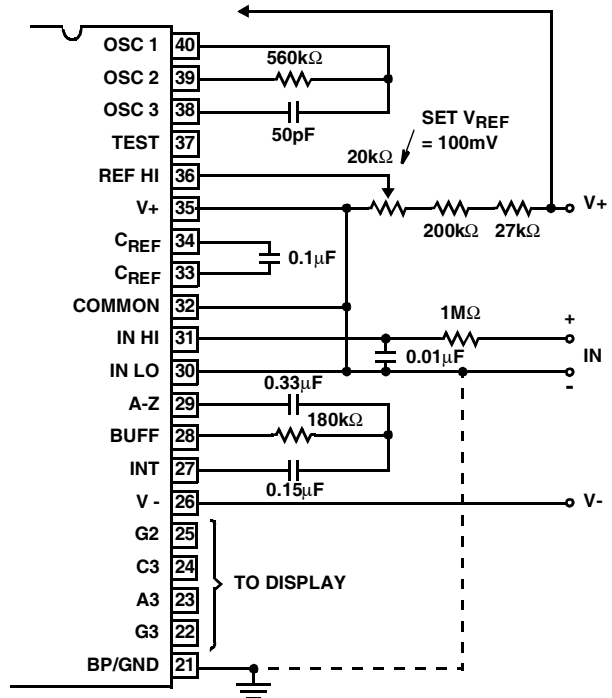 OSC 1 40
560kΩ
OSC 2 39
OSC 3 38
50pF
TEST 37
SET VREF
= 100mV
20kΩ
REF HI 36
V+ 35
V+
200kΩ 27kΩ
CREF 34
0.1μF
CREF 33
COMMON 32
1MΩ
+
IN HI 31
0.01μF
IN
IN LO 30
-
0.33μF
A-Z 29
180kΩ
BUFF 28
INT 27
0.15μF
V - 26
V-
G2 25
C3 24
TO DISPLAY
A3 23
G3 22
BP/GND 21